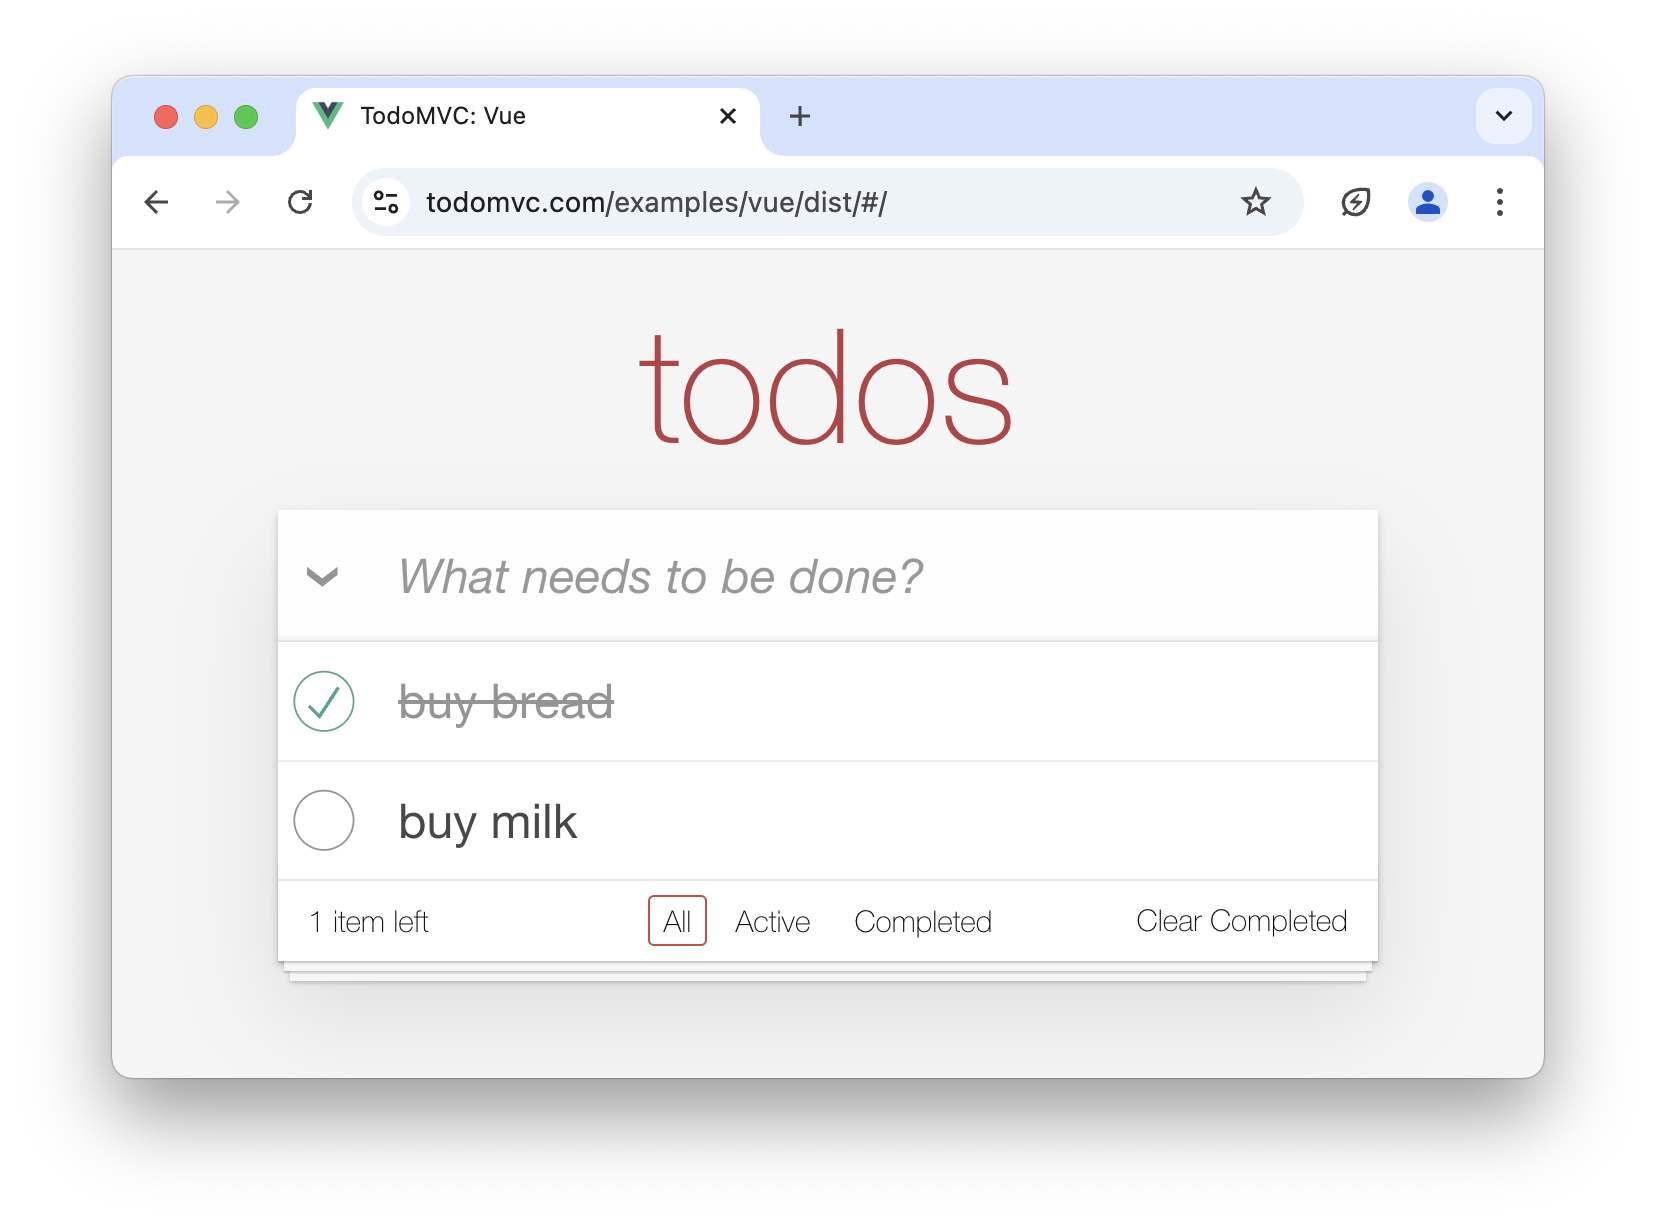 TodoMVC: Vue
todomvc.com/examples/vue/dist/#/
todos
What needs to be done?
buy bread
buy milk
1 item left All Active Completed Clear Completed